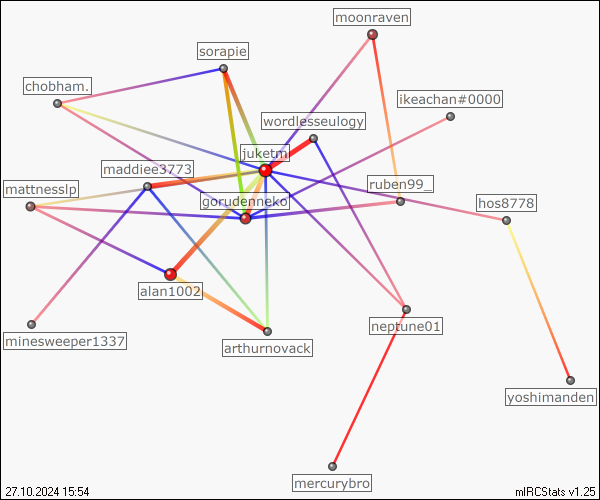 moonraven
sorapie
chobham.
ikeachan#0000
wordlesseulogy
juketm
maddiee3773
ruben99_
mattnesslp
gorudenneko
hos8778
alan1002
neptune01
minesweeper1337
arthurnovack
yoshimanden
mercurybro
27.10.2024 15:54
mIRCStats v1.25